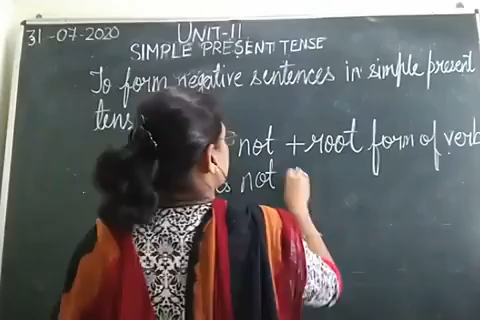 31-07-2020
UNIT-II
SIMPLE PRESENT TENSE
To form negative sentences in simple present
tens
not + root form of verb
not